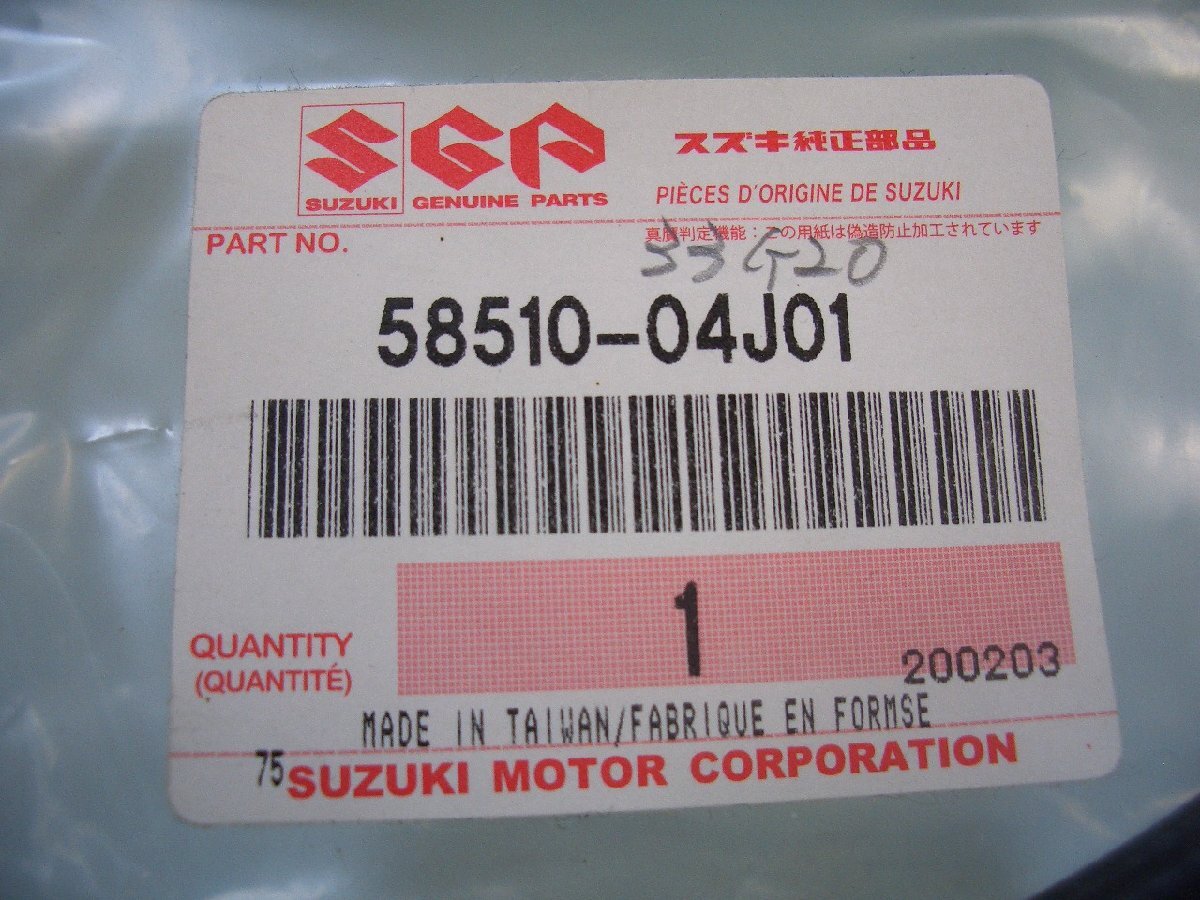 SUZUKI
SGP
GENUINE PARTS
スズキ純正部品
PIÈCES D'ORIGINE DE SUZUKI
PART NO.
真贋判定機能：この用紙は偽造防止加工されています
33G20
58510-04J01
QUANTITY
(QUANTITÉ)
1
200203
MADE IN TAIWAN/FABRIQUE EN FORMSE
75
SUZUKI MOTOR CORPORATION